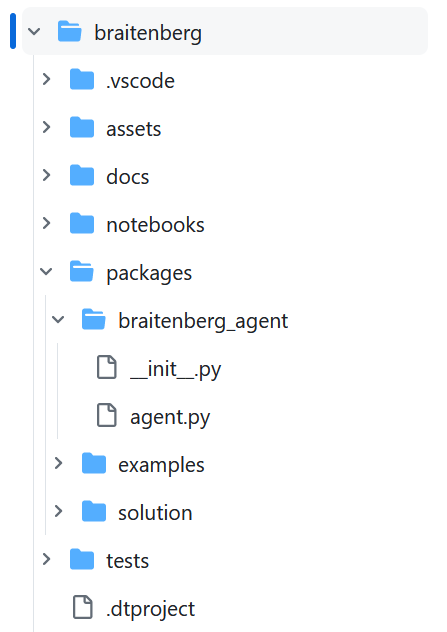 braitenberg
.vscode
assets
docs
notebooks
packages
braitenberg_agent
__init__.py
agent.py
examples
solution
tests
.dtproject